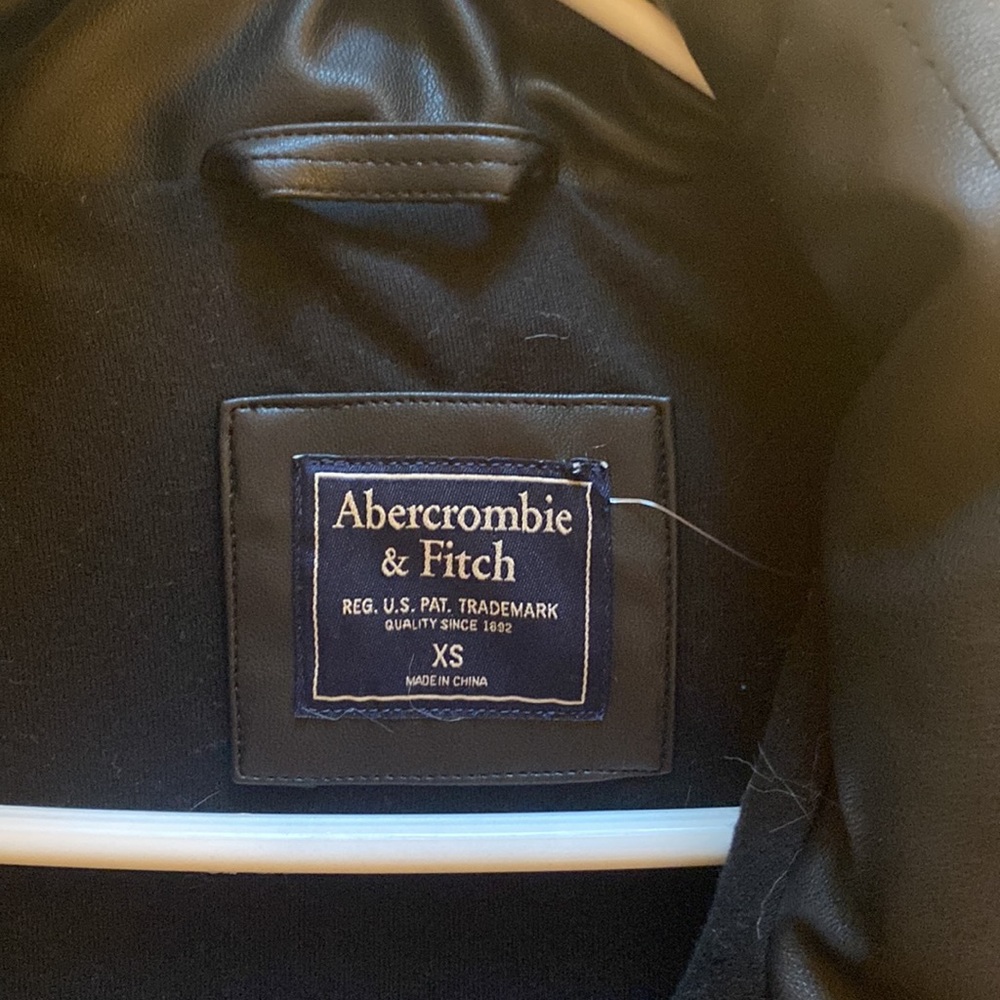 Abercrombie
& Fitch
REG. U.S. PAT. TRADEMARK
QUALITY SINCE 1892
XS
MADE IN CHINA